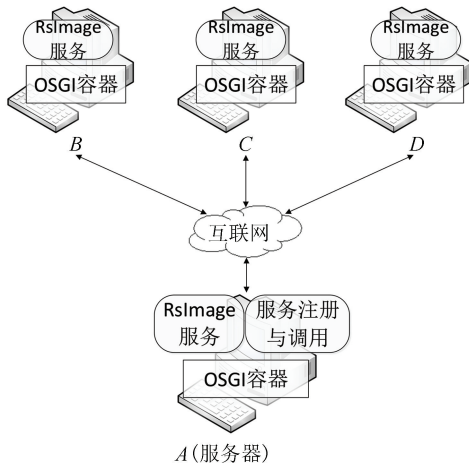 RsImage
服务
OSGI容器
B
RsImage
服务
OSGI容器
C
RsImage
服务
OSGI容器
D
互联网
RsImage
服务
服务注册
与调用
OSGI容器
A(服务器)